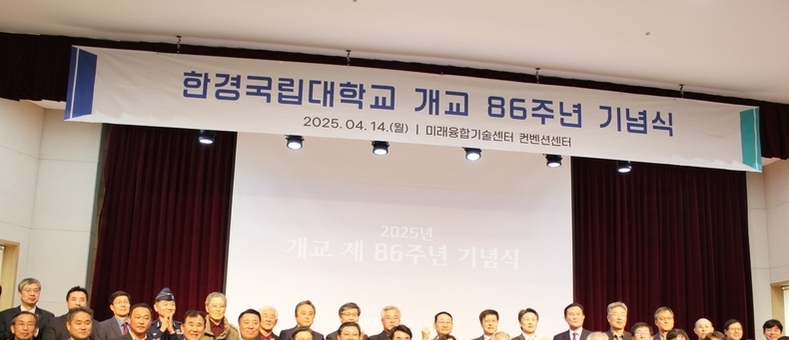 한경국립대학교 개교 86주년 기념식
2025. 04. 14.(월) | 미래융합기술센터 컨벤션센터
2025년
개교 제 86주년 기념식